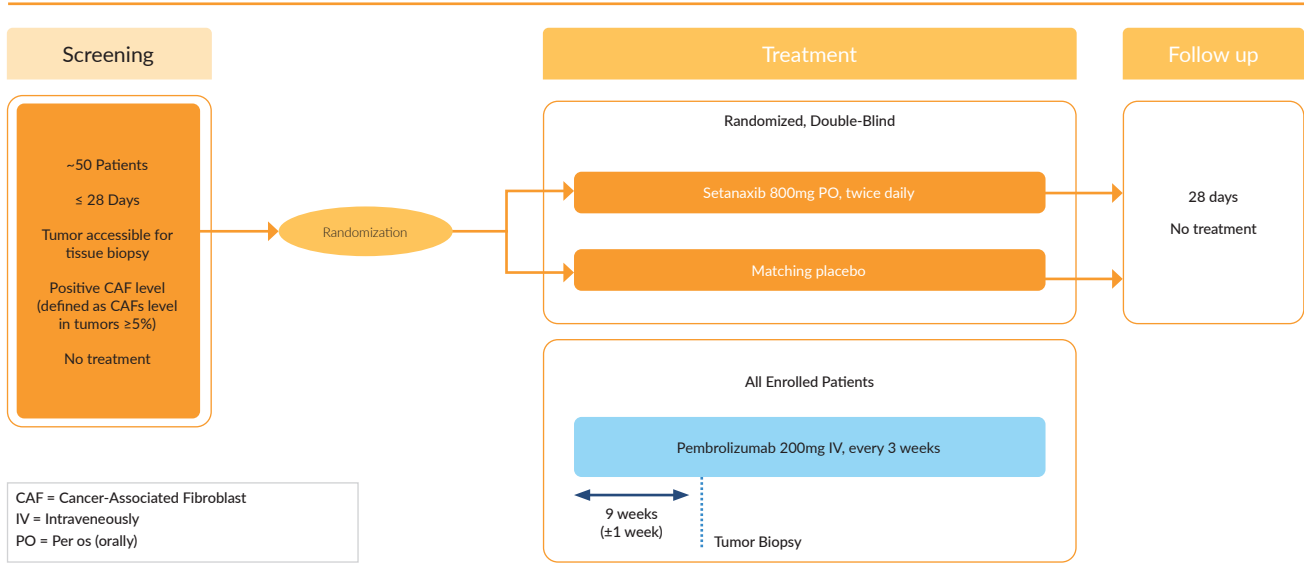 Screening
Treatment
Follow up
~50 Patients
≤ 28 Days
Tumor accessible for
tissue biopsy
Positive CAF level
(defined as CAFs level
in tumors ≥5%)
No treatment
Randomization
Randomized, Double-Blind
Setanaxib 800mg PO, twice daily
Matching placebo
28 days
No treatment
All Enrolled Patients
Pembrolizumab 200mg IV, every 3 weeks
9 weeks
(±1 week)
Tumor Biopsy
CAF = Cancer-Associated Fibroblast
IV = Intraveneously
PO = Per os (orally)